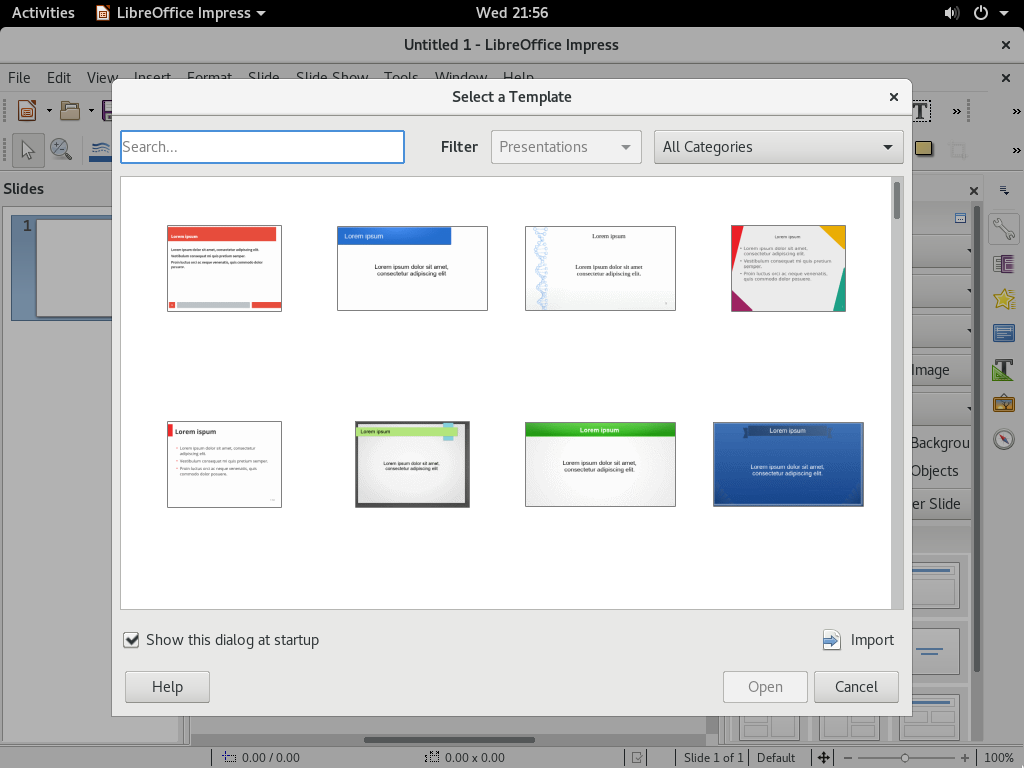 Activities LibreOffice Impress Wed 21:56
Untitled 1 - LibreOffice Impress
File Edit View Insert Format Slide Slide Show Tools Window Help
Select a Template
Search... Filter Presentations All Categories
Slides
1
Lorem ipsum
Lorem ipsum dolor sit amet, consectetur adipiscing elit.
Vestibulum consequat mi quis pretium semper.
Proin luctus orci ac neque venenatis, quis commodo dolor
posuere.
Lorem ipsum
Lorem ipsum dolor sit amet,
consectetur adipiscing elit
Lorem ipsum
Lorem ipsum dolor sit amet
consectetur adipiscing elit.
Lorem ipsum
Lorem ipsum dolor sit amet,
consectetur adipiscing elit.
Vestibulum consequat mi quis pretium
semper.
Proin luctus orci ac neque venenatis,
quis commodo dolor posuere.
Lorem ispum
Lorem ipsum dolor sit amet, consectetur
adipiscing elit.
Vestibulum consequat mi quis pretium semper.
Proin luctus orci ac neque venenatis, quis
commodo dolor posuere.
Lorem ipsum
Lorem ipsum dolor sit amet,
consectetur adipiscing elit
Lorem ipsum
Lorem ipsum dolor sit amet,
consectetur adipiscing elit.
Lorem ipsum
Lorem ipsum dolor sit amet,
consectetur adipiscing elit.
Image
Backgrou
Objects
er Slide
Show this dialog at startup Import
Help Open Cancel
0.00 / 0.00 0.00 x 0.00 Slide 1 of 1 Default 100%